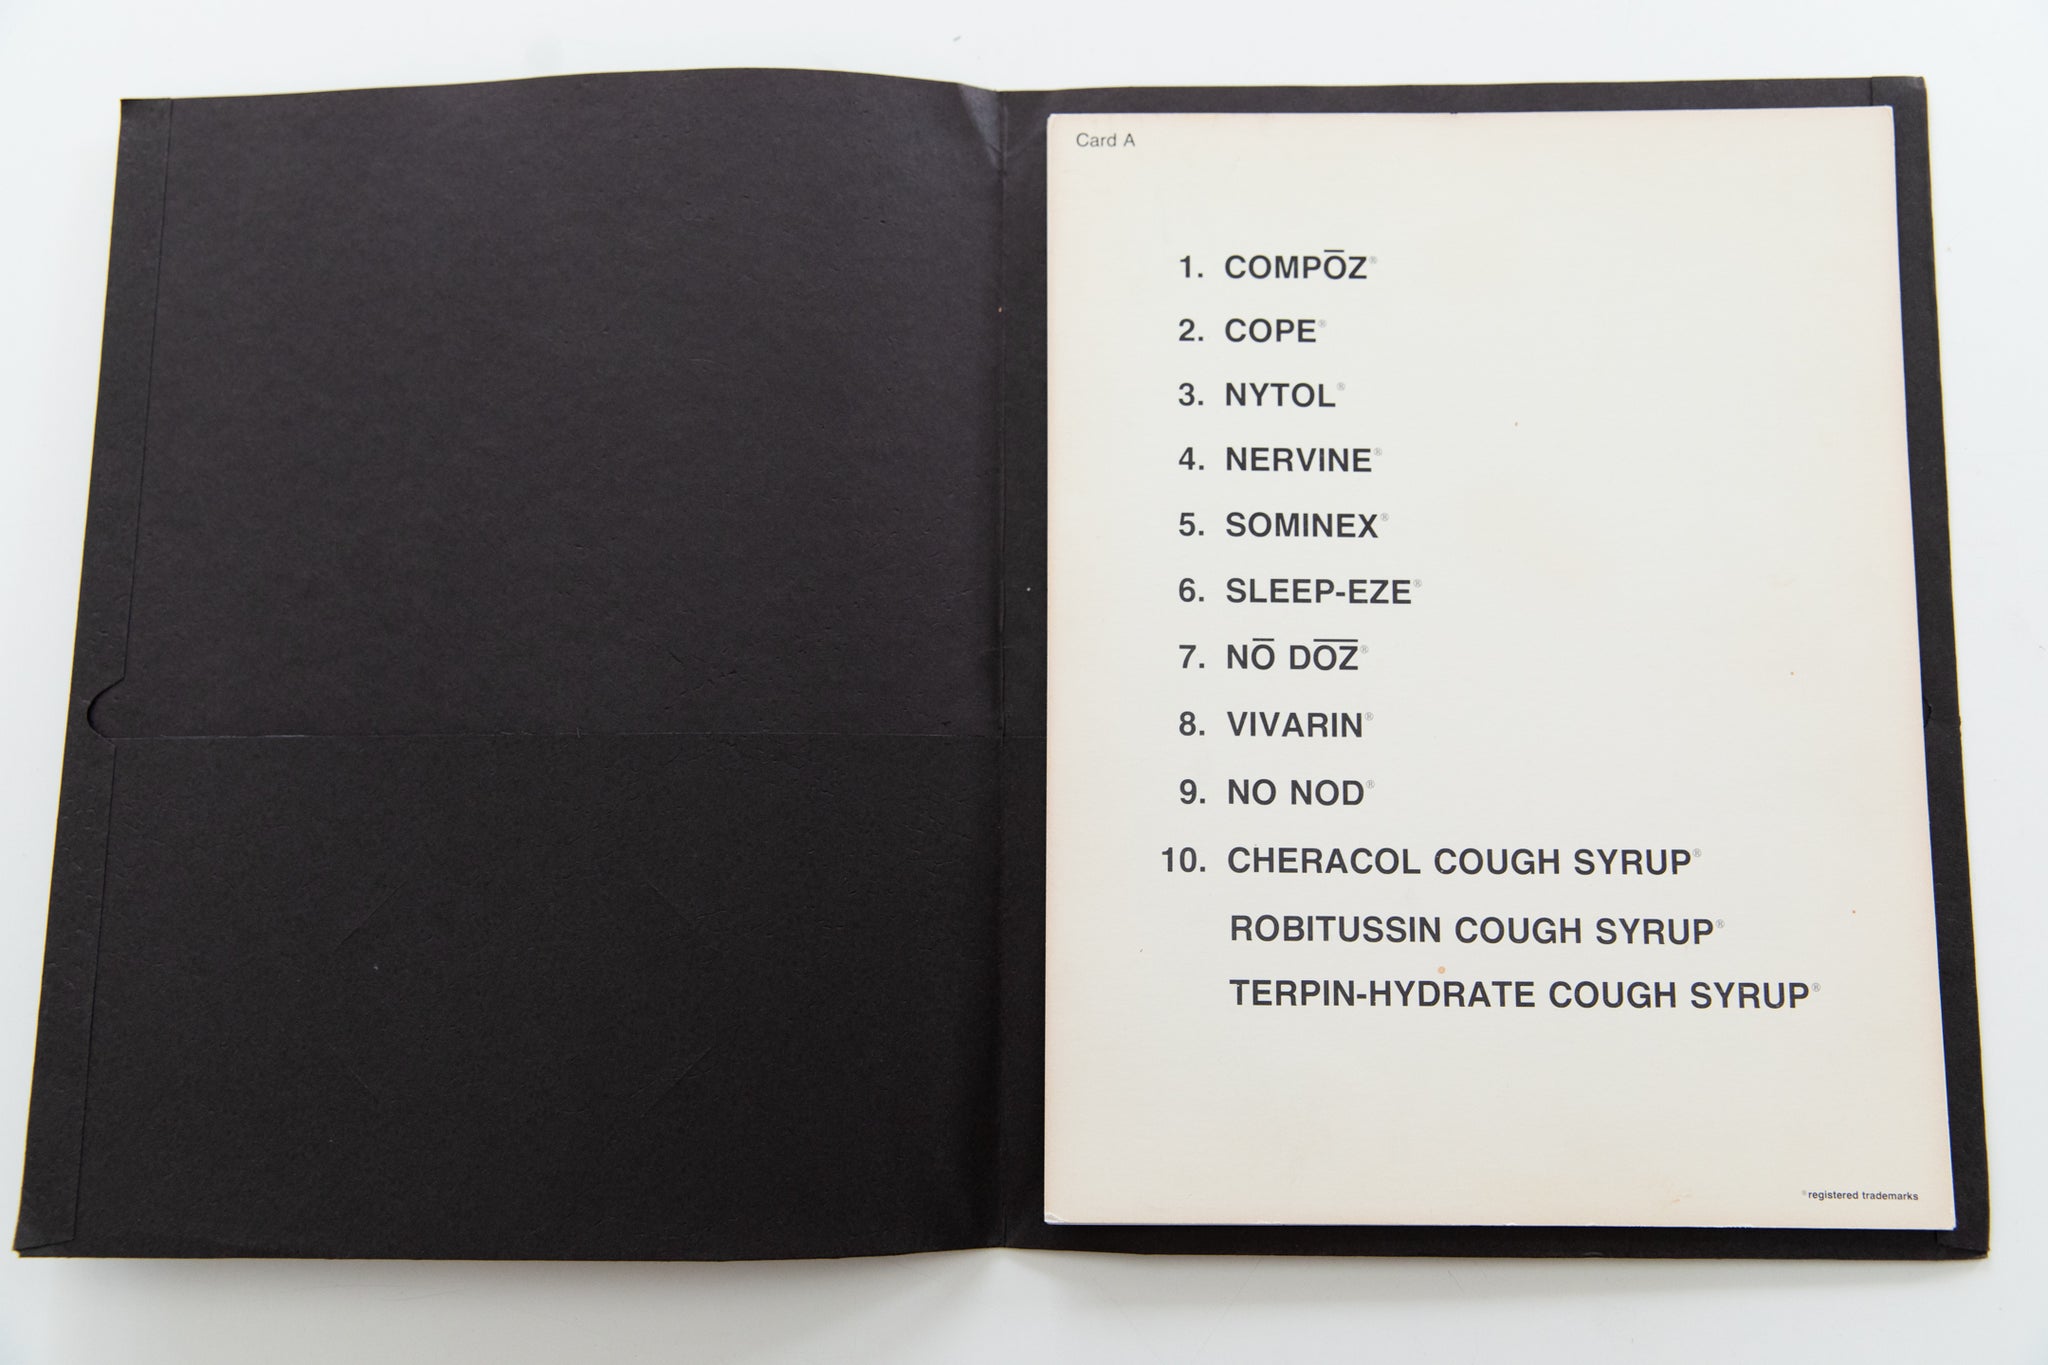 Card A
1. COMPŌZ®
2. COPE®
3. NYTOL®
4. NERVINE®
5. SOMINEX®
6. SLEEP-EZE®
7. NŌ DŌZ̅®
8. VIVARIN®
9. NO NOD®
10. CHERACOL COUGH SYRUP®
ROBITUSSIN COUGH SYRUP®
TERPIN-HYDRATE COUGH SYRUP®
®registered trademarks